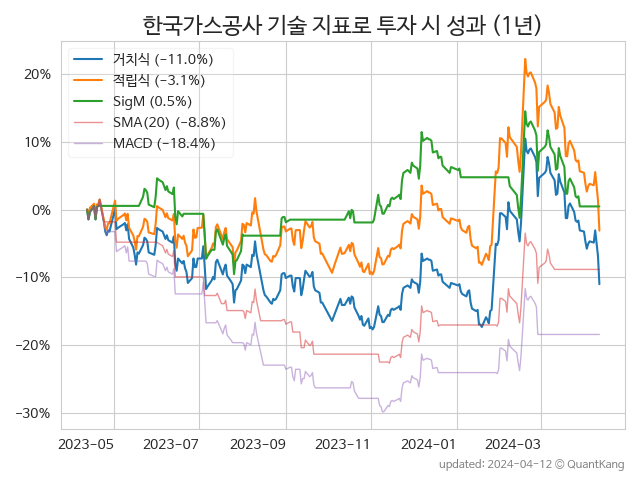 한국가스공사 기술 지표로 투자 시 성과 (1년)
거치식 (−11.0%)
적립식 (−3.1%)
SigM (0.5%)
SMA(20) (−8.8%)
MACD (−18.4%)
20%
10%
0%
−10%
−20%
−30%
2023-05 2023-07 2023-09 2023-11 2024-01 2024-03
updated: 2024-04-12 © QuantKang